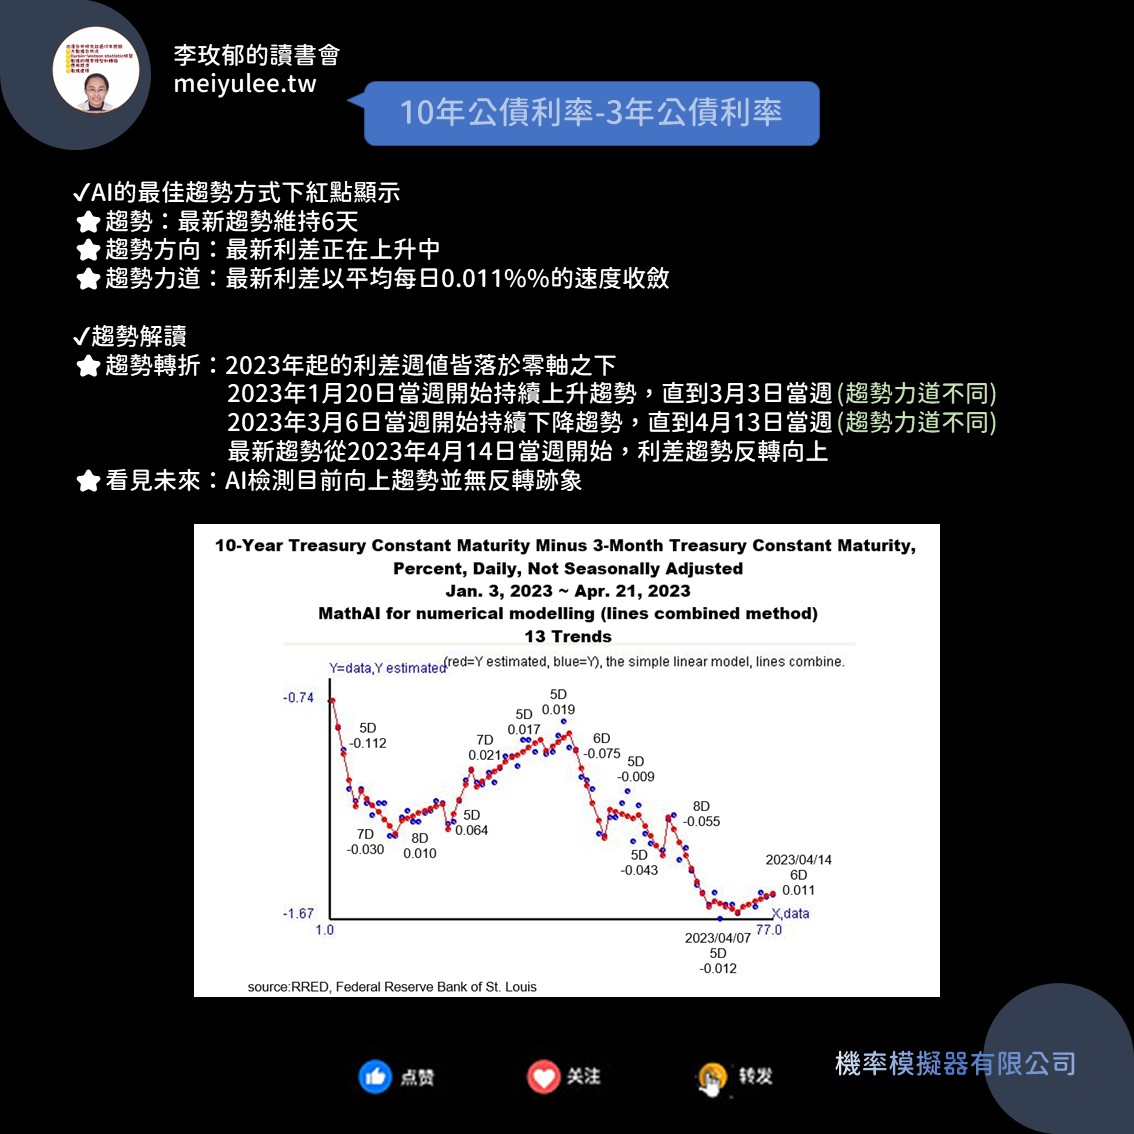 李玫郁的讀書會
meiyulee.tw
10年公債利率-3年公債利率
✓AI的最佳趨勢方式下紅點顯示
★ 趨勢：最新趨勢維持6天
★ 趨勢方向：最新利差正在上升中
★ 趨勢力道：最新利差以平均每日0.011%%的速度收斂
✓趨勢解讀
★ 趨勢轉折：2023年起的利差週值皆落於零軸之下
2023年1月20日當週開始持續上升趨勢，直到3月3日當週(趨勢力道不同)
2023年3月6日當週開始持續下降趨勢，直到4月13日當週(趨勢力道不同)
最新趨勢從2023年4月14日當週開始，利差趨勢反轉向上
★ 看見未來：AI檢測目前向上趨勢並無反轉跡象
10-Year Treasury Constant Maturity Minus 3-Month Treasury Constant Maturity,
Percent, Daily, Not Seasonally Adjusted
Jan. 3, 2023 ~ Apr. 21, 2023
MathAI for numerical modelling (lines combined method)
13 Trends
Y=data,Y estimated
(red=Y estimated, blue=Y), the simple linear model, lines combine.
-0.74
5D
-0.112
7D
-0.030
8D
0.010
5D
0.064
7D
0.021
5D
0.017
5D
0.019
6D
-0.075
5D
-0.009
5D
-0.043
8D
-0.055
2023/04/14
6D
0.011
-1.67
X,data
1.0
77.0
2023/04/07
5D
-0.012
source:RRED, Federal Reserve Bank of St. Louis
機率模擬器有限公司
点赞
关注
转发